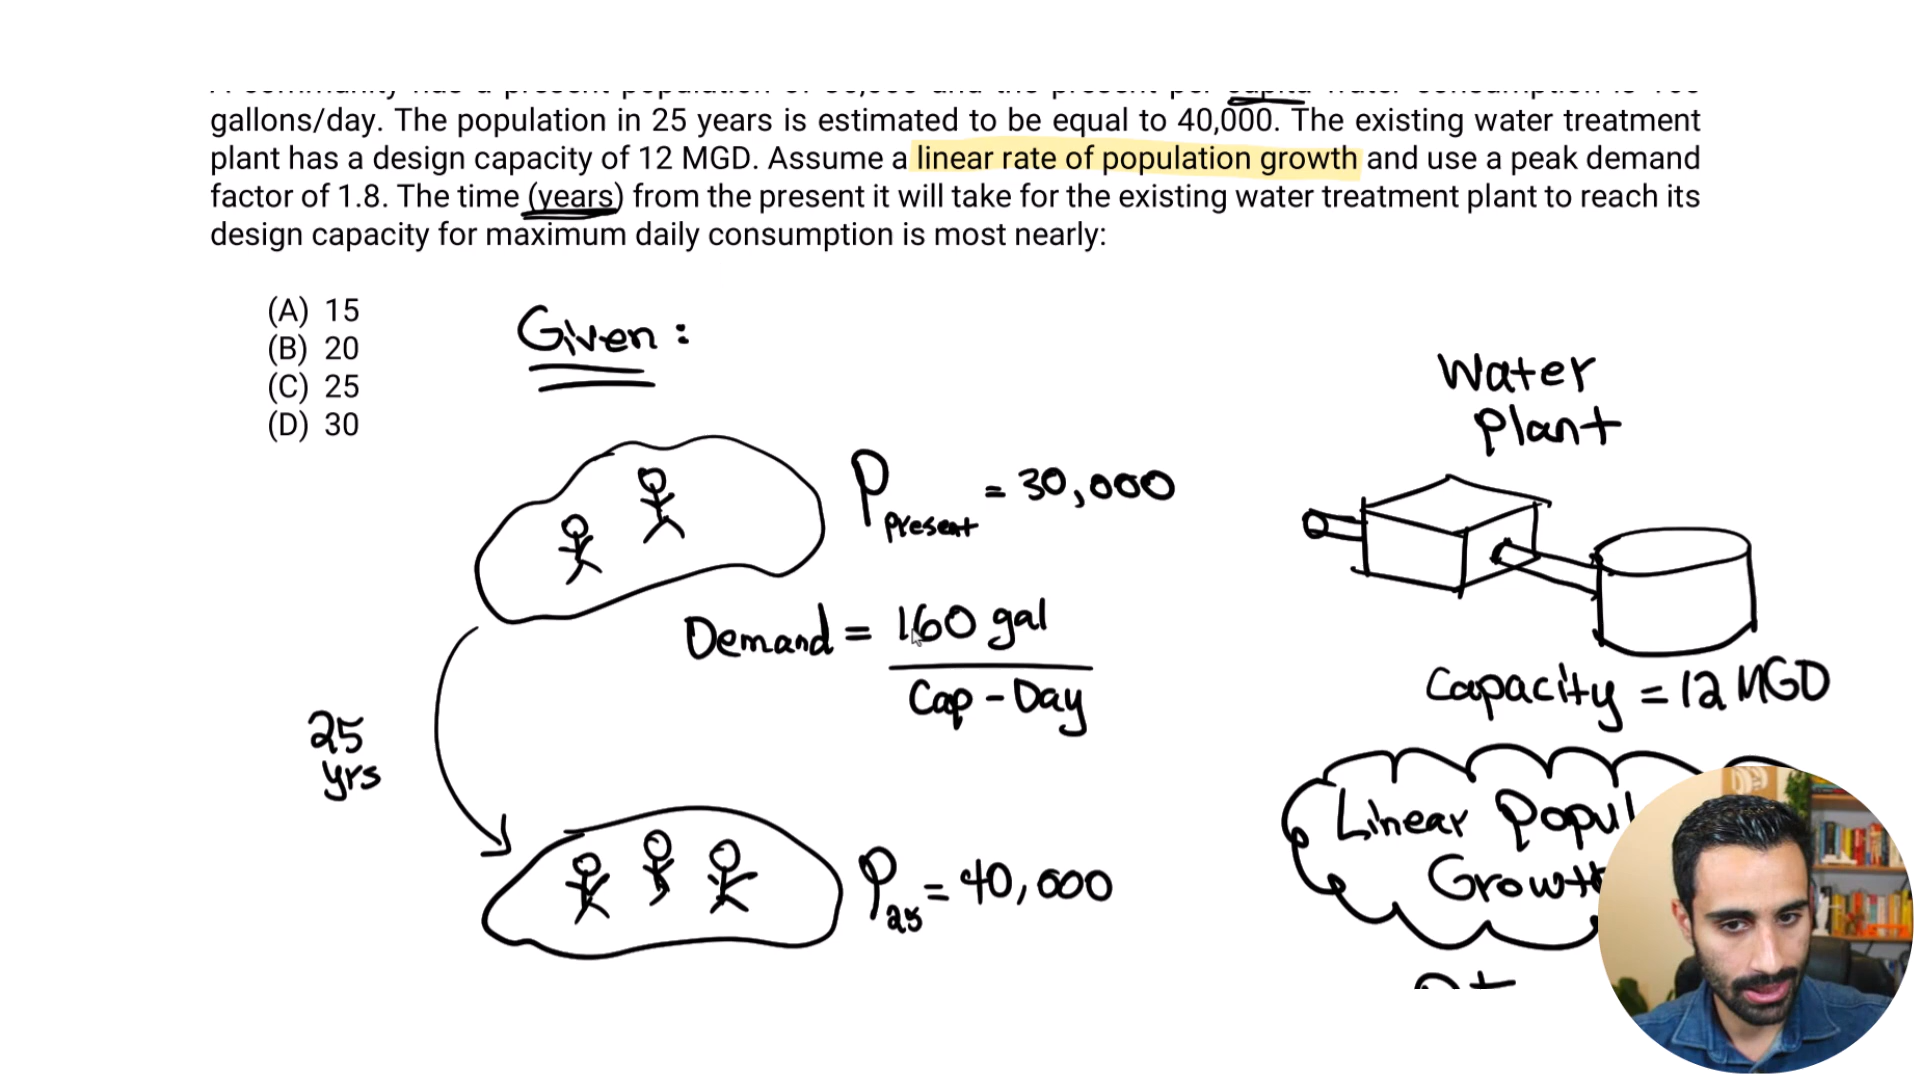 gallons/day. The population in 25 years is estimated to be equal to 40,000. The existing water treatment
plant has a design capacity of 12 MGD. Assume a linear rate of population growth and use a peak demand
factor of 1.8. The time (years) from the present it will take for the existing water treatment plant to reach its
design capacity for maximum daily consumption is most nearly:
(A) 15
(B) 20
(C) 25
(D) 30
Given:
Water
Plant
P present = 30,000
Demand = 160 gal
Cap - Day
Capacity = 12 MGD
25
yrs
Linear
P25 = 40,000